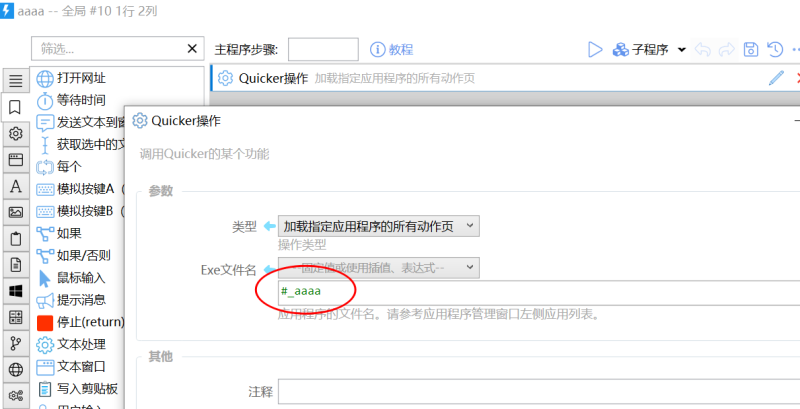 aaaa -- 全局 #10 1行 2列
筛选...
主程序步骤:
教程
子程序
打开网址
等待时间
发送文本到窗
获取选中的文
每个
模拟按键A（
模拟按键B（
如果
如果/否则
鼠标输入
提示消息
停止(return)
文本处理
文本窗口
写入剪贴板
用户输入
Quicker操作 加载指定应用程序的所有动作页
Quicker操作
调用Quicker的某个功能
参数
类型
加载指定应用程序的所有动作页
操作类型
Exe文件名
--固定值或使用插值、表达式--
#_aaaa
应用程序的文件名。请参考应用程序管理窗口左侧应用列表。
其他
注释